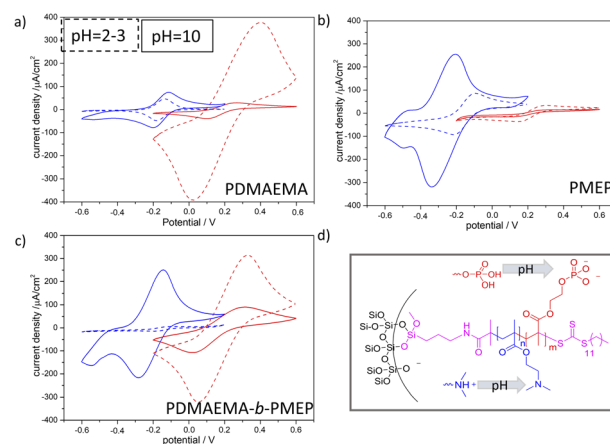 a)
pH=2-3
pH=10
400
300
200
100
0
-100
-200
-300
-400
current density /μA/cm²
-0.6 -0.4 -0.2 0.0 0.2 0.4 0.6
Potential / V
PDMAEMA
b)
400
300
200
100
0
-100
-200
-300
-400
current density /μA/cm²
-0.6 -0.4 -0.2 0.0 0.2 0.4 0.6
Potential / V
PMEP
c)
400
300
200
100
0
-100
-200
-300
-400
current density /μA/cm²
-0.6 -0.4 -0.2 0.0 0.2 0.4 0.6
potential / V
PDMAEMA-b-PMEP
d)
O
O-P-OH
OH
pH
O
O-P-O⁻
O⁻
O
O
O
SiO
SiO-Si-O
SiO
O
Si
O
H
N
O
n
m
O
O
S
S
S
11
NH+
pH
N